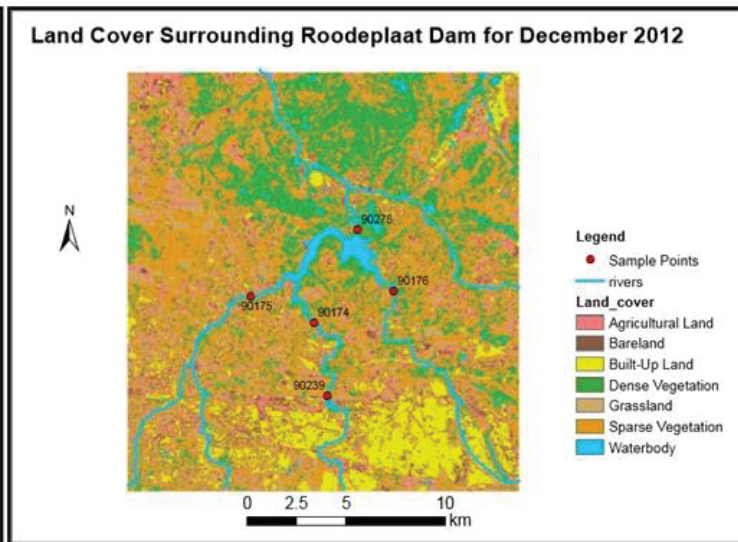 Land Cover Surrounding Roodeplaat Dam for December 2012
N
90275
90176
90175
90174
90239
Legend
Sample Points
rivers
Land_cover
Agricultural Land
Bareland
Built-Up Land
Dense Vegetation
Grassland
Sparse Vegetation
Waterbody
0 2.5 5 10
km